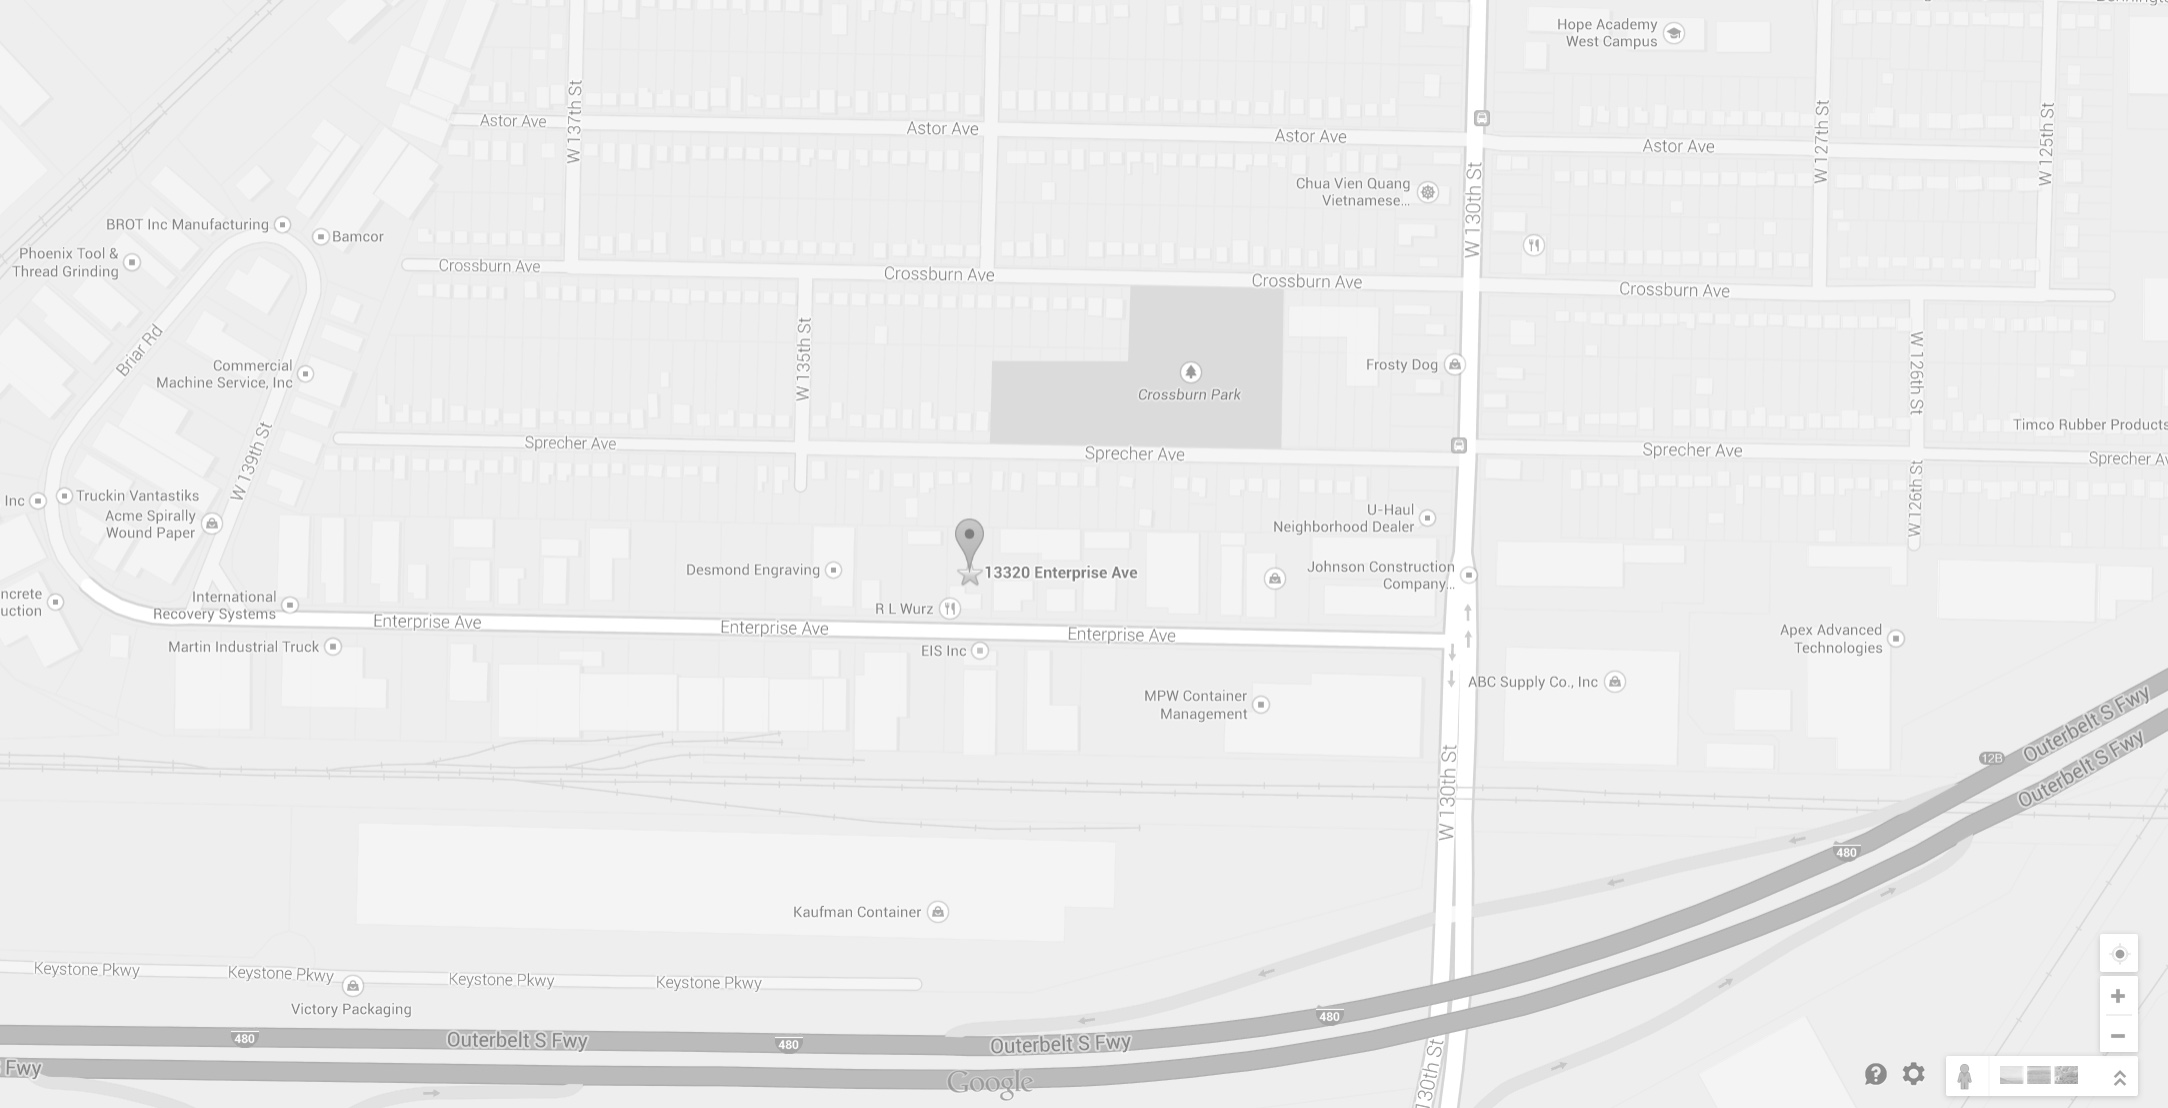 Hope Academy
West Campus
W 137th St
Astor Ave
Astor Ave
Astor Ave
Astor Ave
W 127th St
W 125th St
Chua Vien Quang
Vietnamese...
W 130th St
BROT Inc Manufacturing
Bamcor
Phoenix Tool &
Thread Grinding
Crossburn Ave
Crossburn Ave
Crossburn Ave
Crossburn Ave
Briar Rd
W 135th St
W 126th St
Commercial
Machine Service, Inc
Frosty Dog
Crossburn Park
W 139th St
Sprecher Ave
Sprecher Ave
Sprecher Ave
Timco Rubber Products
Sprecher Av
Inc
Truckin Vantastiks
Acme Spirally
Wound Paper
W 126th St
U-Haul
Neighborhood Dealer
Desmond Engraving
13320 Enterprise Ave
Johnson Construction
Company...
ncrete
uction
International
Recovery Systems
R L Wurz
Enterprise Ave
Enterprise Ave
Enterprise Ave
Martin Industrial Truck
EIS Inc
Apex Advanced
Technologies
MPW Container
Management
ABC Supply Co., Inc
W 130th St
12B
Outerbelt S Fwy
Outerbelt S Fwy
480
Kaufman Container
Keystone Pkwy
Keystone Pkwy
Keystone Pkwy
Keystone Pkwy
Victory Packaging
480
480
Outerbelt S Fwy
480
Outerbelt S Fwy
Fwy
130th St
Google